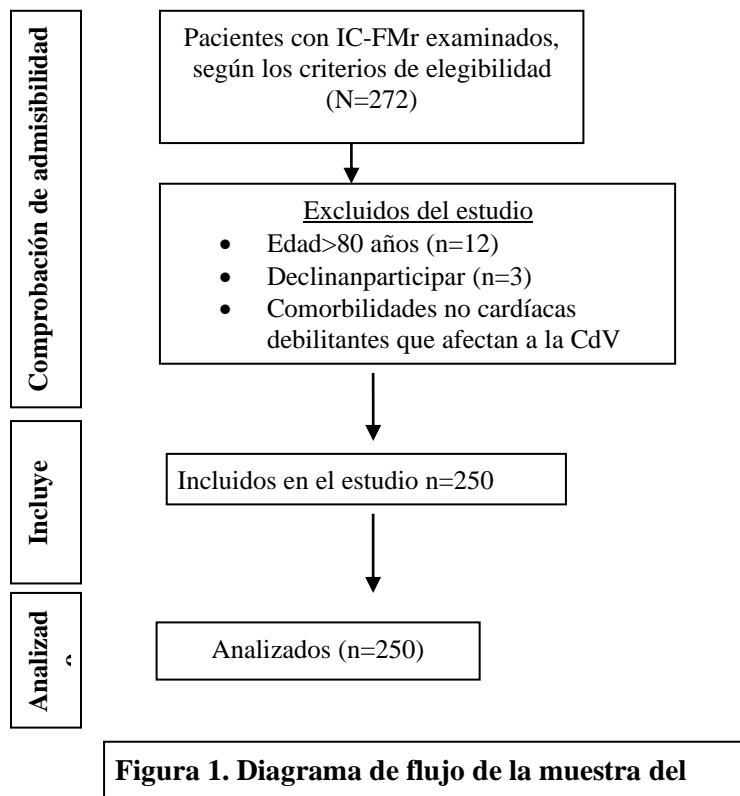 Comprobación de admisibilidad
Pacientes con IC-FMr examinados,
según los criterios de elegibilidad
(N=272)
Excluidos del estudio
• Edad>80 años (n=12)
• Declinanparticipar (n=3)
• Comorbilidades no cardíacas
debilitantes que afectan a la CdV
Incluye
Incluidos en el estudio n=250
Analizad
Analizados (n=250)
Figura 1. Diagrama de flujo de la muestra del